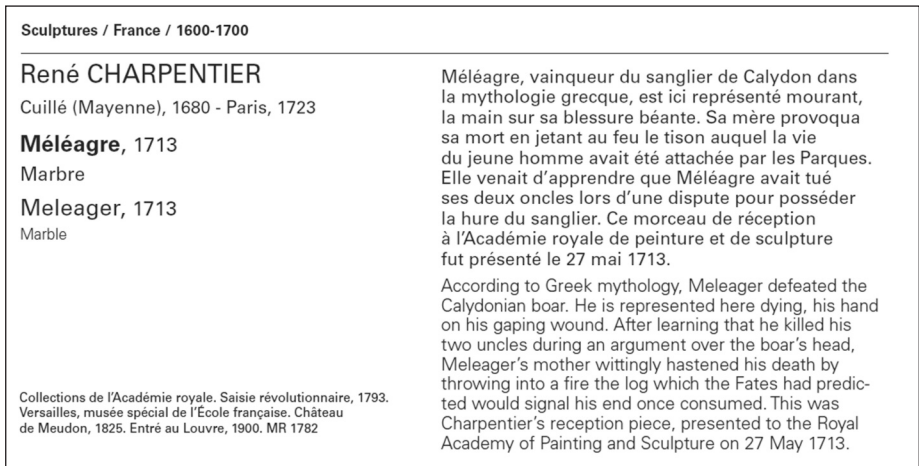 Sculptures / France / 1600-1700
René CHARPENTIER
Cuillé (Mayenne), 1680 - Paris, 1723
Méléagre, 1713
Marbre
Meleager, 1713
Marble
Collections de l'Académie royale. Saisie révolutionnaire, 1793.
Versailles, musée spécial de l'École française. Château
de Meudon, 1825. Entré au Louvre, 1900. MR 1782
Méléagre, vainqueur du sanglier de Calydon dans
la mythologie grecque, est ici représenté mourant,
la main sur sa blessure béante. Sa mère provoqua
sa mort en jetant au feu le tison auquel la vie
du jeune homme avait été attachée par les Parques.
Elle venait d'apprendre que Méléagre avait tué
ses deux oncles lors d'une dispute pour posséder
la hure du sanglier. Ce morceau de réception
à l'Académie royale de peinture et de sculpture
fut présenté le 27 mai 1713.
According to Greek mythology, Meleager defeated the
Calydonian boar. He is represented here dying, his hand
on his gaping wound. After learning that he killed his
two uncles during an argument over the boar's head,
Meleager's mother wittingly hastened his death by
throwing into a fire the log which the Fates had predic-
ted would signal his end once consumed. This was
Charpentier's reception piece, presented to the Royal
Academy of Painting and Sculpture on 27 May 1713.